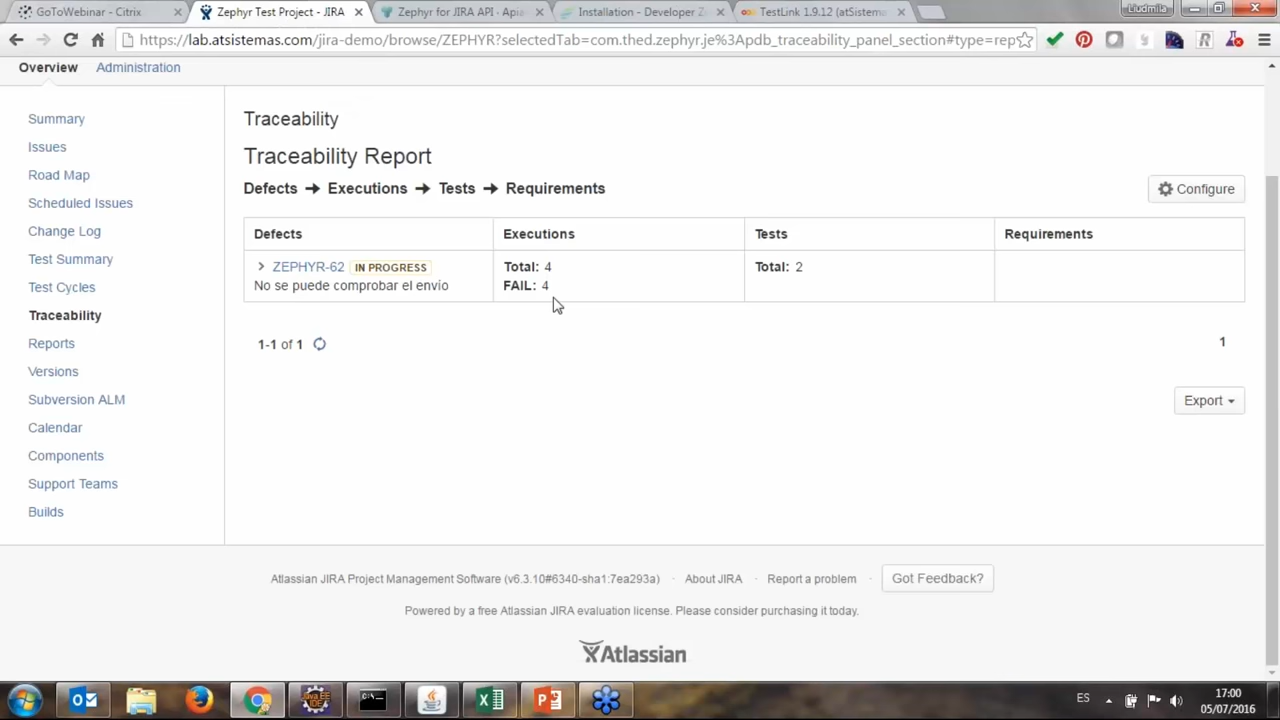 GoToWebinar - Citrix
Zephyr Test Project - JIRA
Zephyr for JIRA API · Apia
Installation - Developer Z
TestLink 1.9.12 (atSistema
Liudmila
https://lab.atsistemas.com/jira-demo/browse/ZEPHYR?selectedTab=com.thed.zephyr.je%3Apdb_traceability_panel_section#type=rep
Overview Administration
Summary
Issues
Road Map
Scheduled Issues
Change Log
Test Summary
Test Cycles
Traceability
Reports
Versions
Subversion ALM
Calendar
Components
Support Teams
Builds
Traceability
Traceability Report
Defects → Executions → Tests → Requirements
Configure
Defects Executions Tests Requirements
ZEPHYR-62 IN PROGRESS Total: 4 Total: 2
No se puede comprobar el envio FAIL: 4
1-1 of 1
1
Export
Atlassian JIRA Project Management Software (v6.3.10#6340-sha1:7ea293a) · About JIRA · Report a problem · Got Feedback?
Powered by a free Atlassian JIRA evaluation license. Please consider purchasing it today.
Atlassian
ES
17:00
05/07/2016